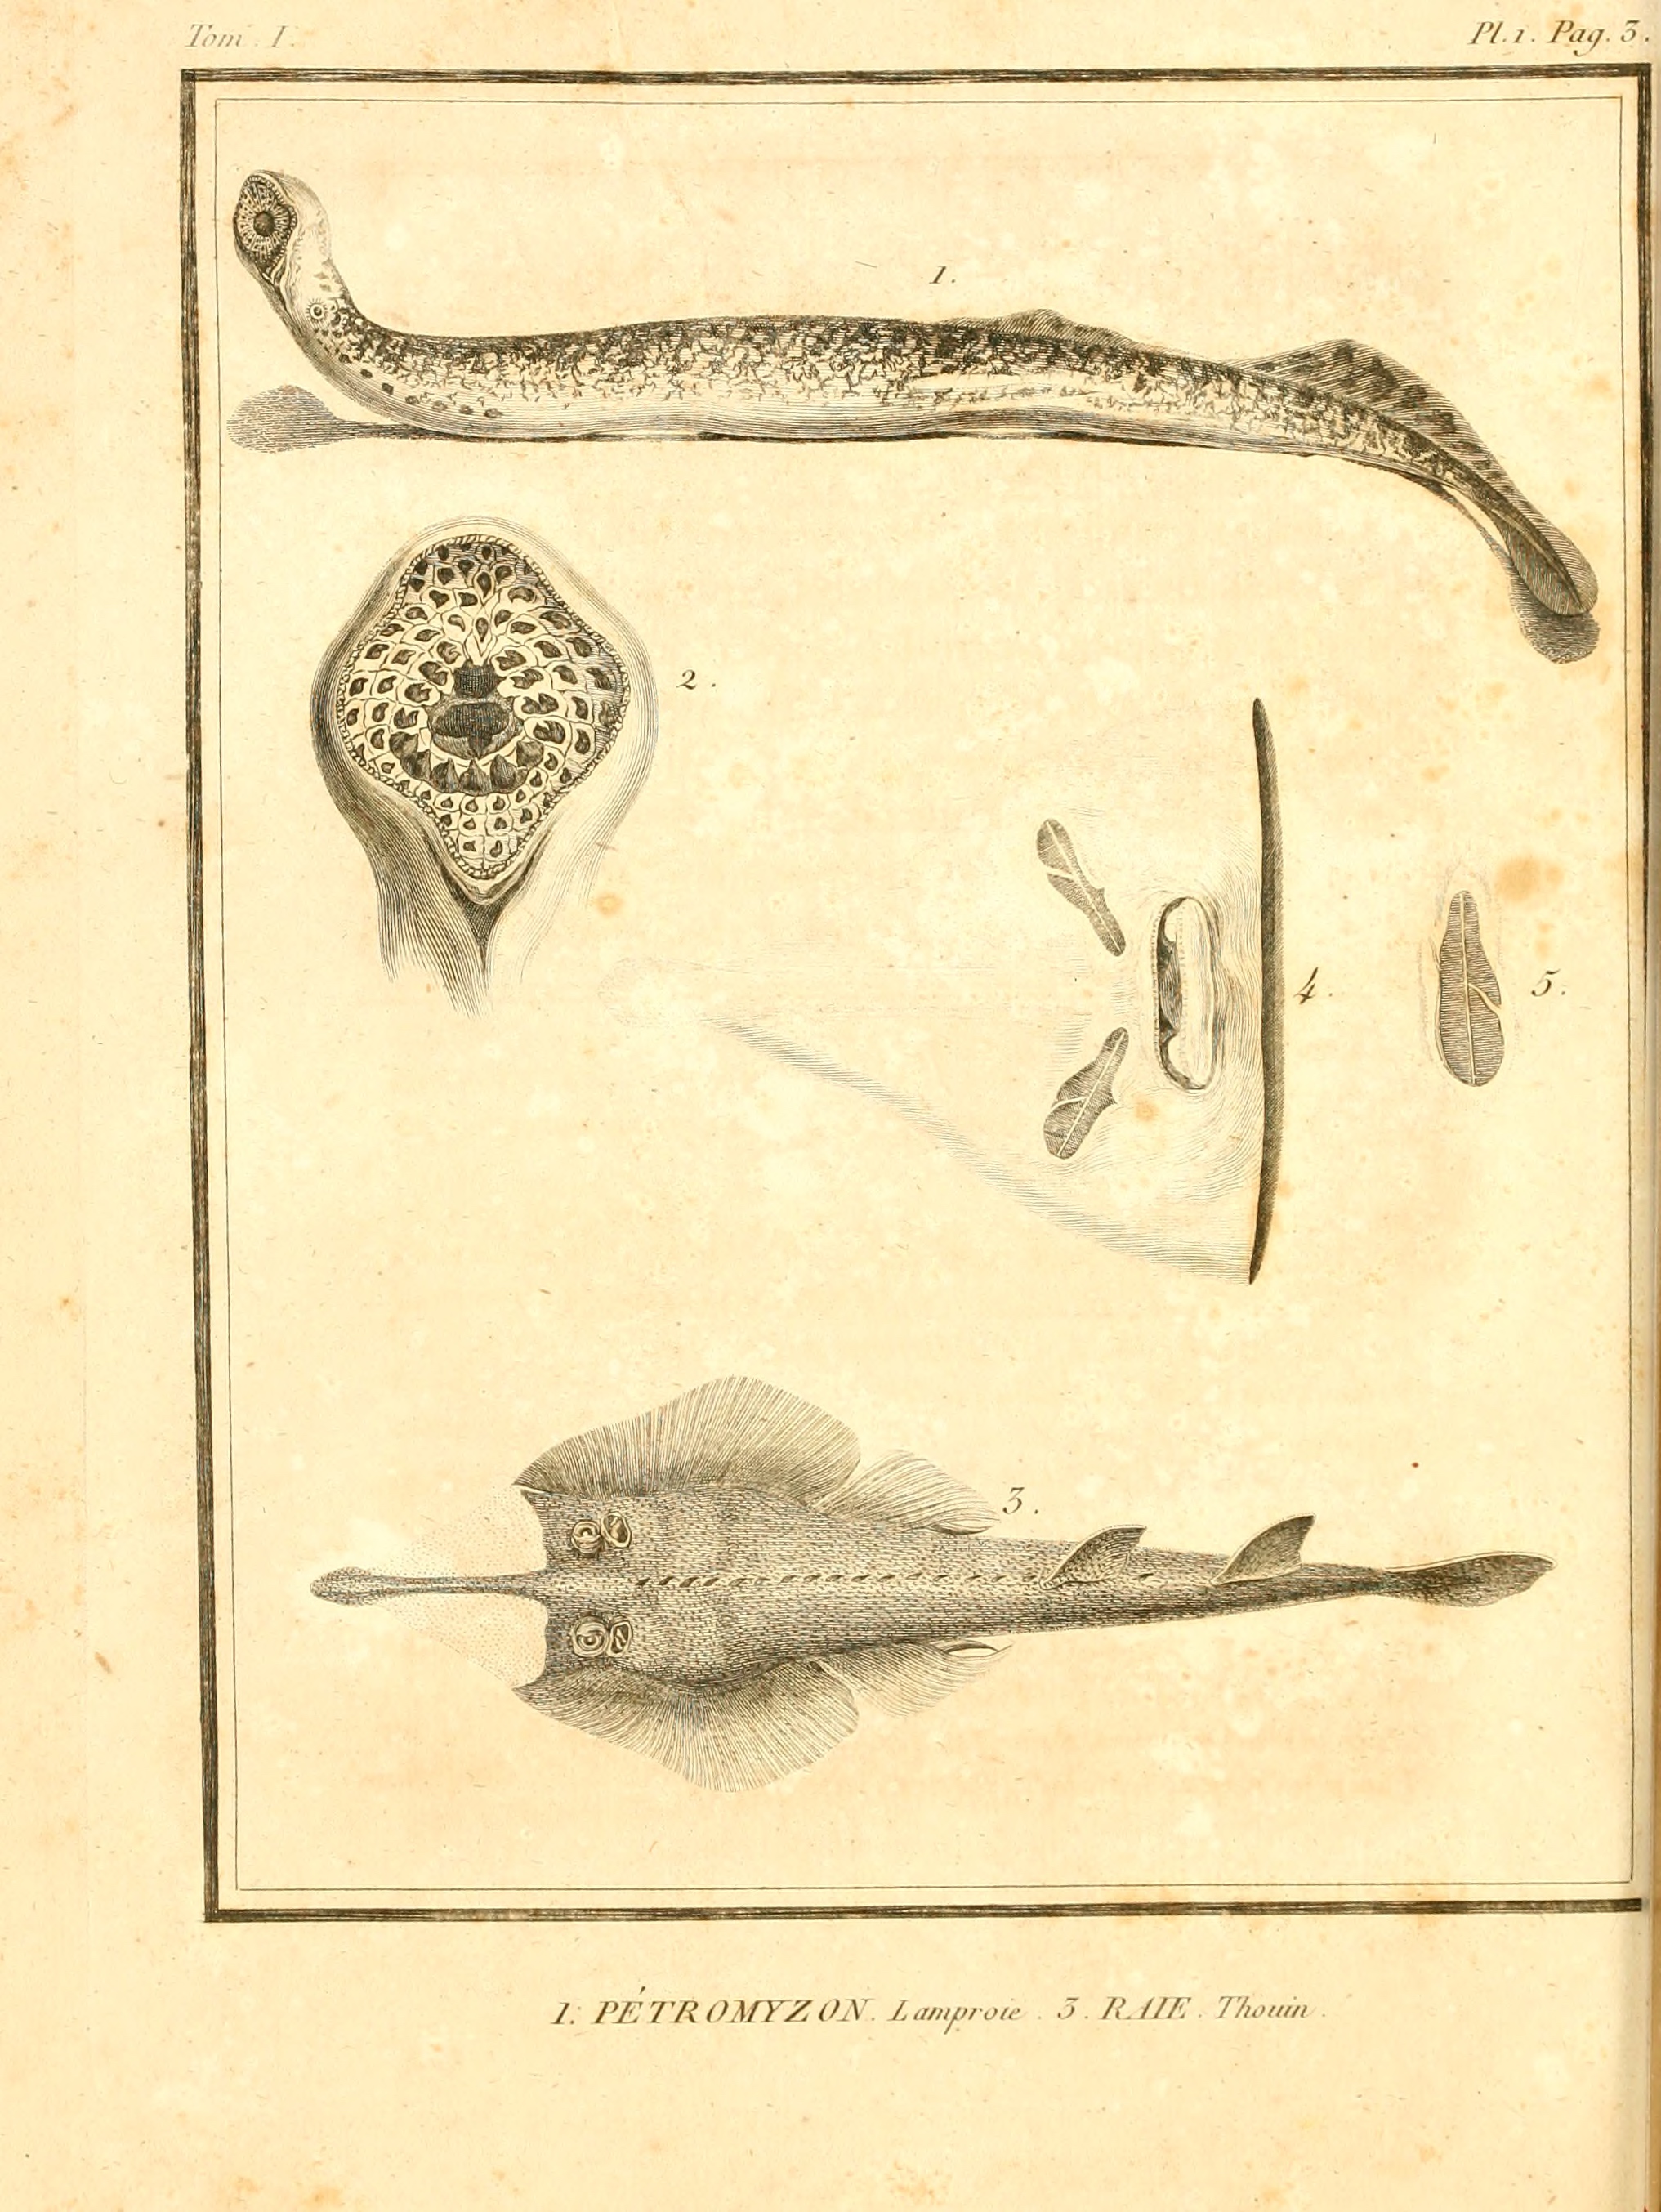 Tom. I.
Pl. 1. Pag. 3.
1.
2.
4.
5.
3.
1. PÉTROMYZON. Lamproie. 3. RAIE. Thouin.